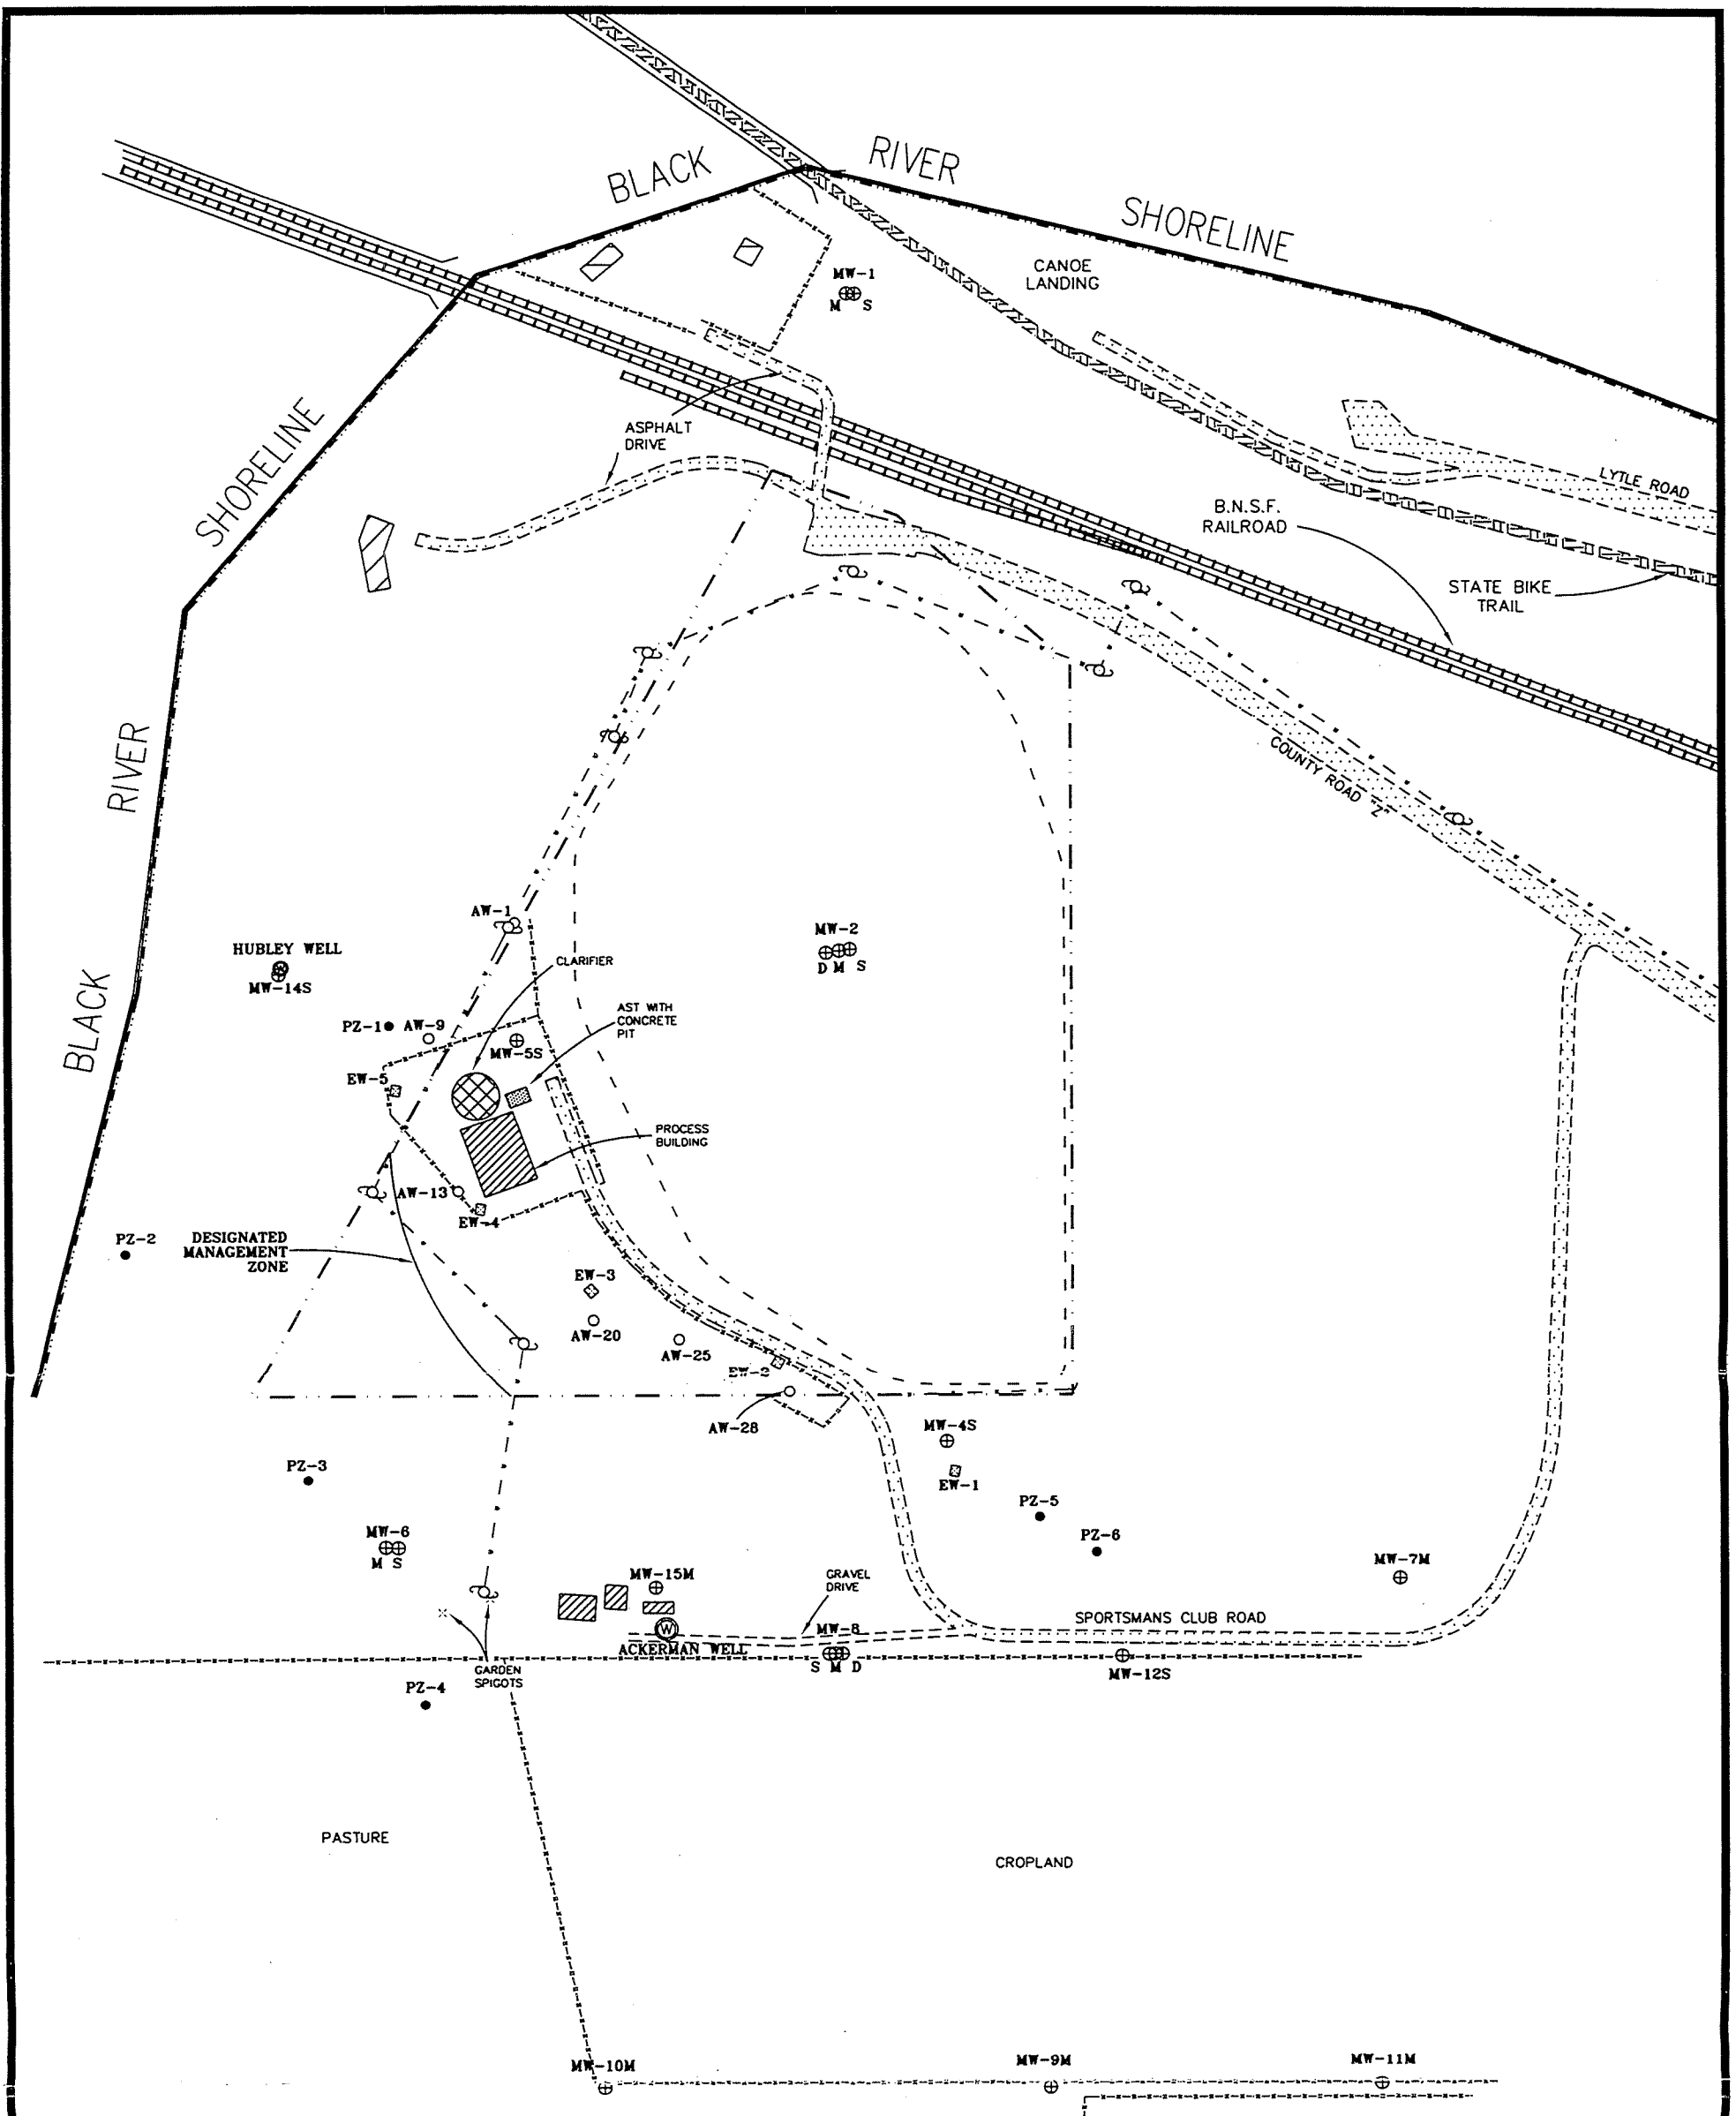 BLACK
RIVER
SHORELINE
CANOE
LANDING
MW-1
M S
ASPHALT
DRIVE
SHORELINE
LYTLE ROAD
B.N.S.F.
RAILROAD
STATE BIKE
TRAIL
RIVER
COUNTY ROAD "Z"
AW-1
MW-2
D M S
HUBLEY WELL
MW-14S
CLARIFIER
BLACK
AST WITH
CONCRETE
PIT
PZ-1
AW-9
MW-5S
EW-5
PROCESS
BUILDING
AW-13
EW-4
PZ-2
DESIGNATED
MANAGEMENT
ZONE
EW-3
AW-20
AW-25
EW-2
AW-28
MW-4S
EW-1
PZ-3
PZ-5
MW-6
M S
PZ-6
MW-7M
MW-15M
GRAVEL
DRIVE
SPORTSMANS CLUB ROAD
MW-8
ACKERMAN WELL
W
S M D
MW-12S
GARDEN
SPIGOTS
PZ-4
PASTURE
CROPLAND
MW-10M
MW-9M
MW-11M